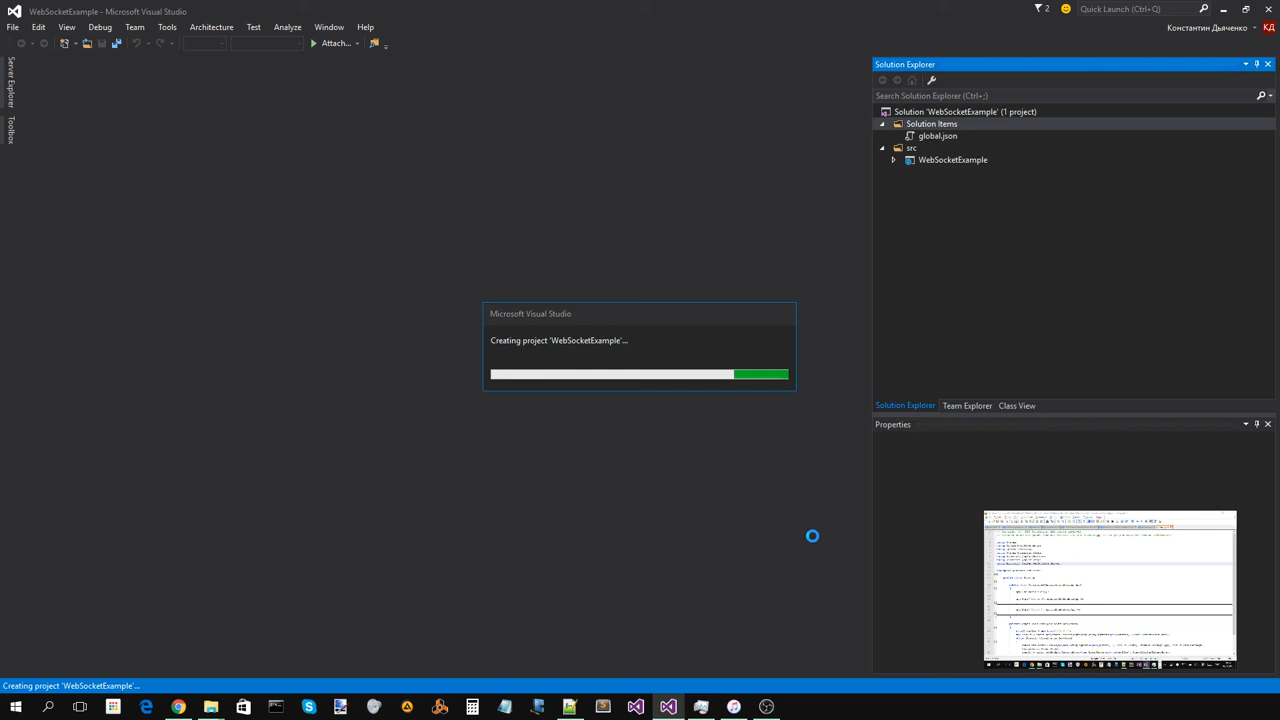 WebSocketExample - Microsoft Visual Studio
2
Quick Launch (Ctrl+Q)
File Edit View Debug Team Tools Architecture Test Analyze Window Help
Константин Дьяченко КД
Attach...
Server Explorer
Toolbox
Solution Explorer
Search Solution Explorer (Ctrl+;)
Solution 'WebSocketExample' (1 project)
Solution Items
global.json
src
WebSocketExample
Microsoft Visual Studio
Creating project 'WebSocketExample'...
Solution Explorer Team Explorer Class View
Properties
Creating project 'WebSocketExample'...